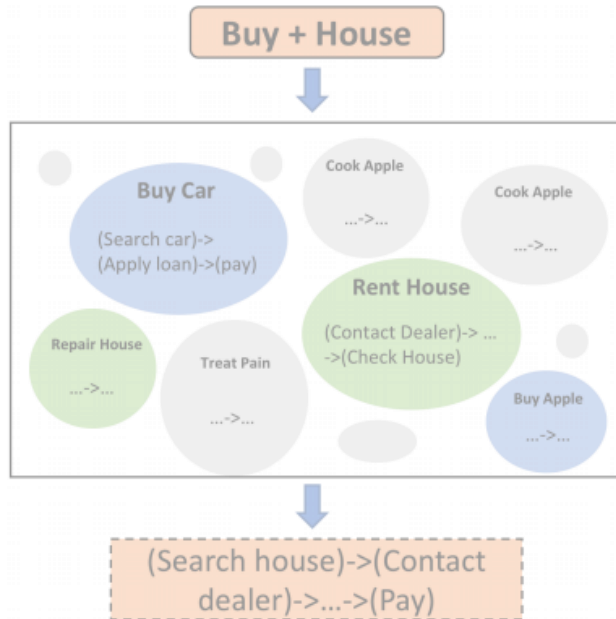 Buy + House
Buy Car
(Search car)->
(Apply loan)->(pay)
Cook Apple
...->...
Cook Apple
...->...
Rent House
(Contact Dealer)-> ...
->(Check House)
Repair House
...->...
Treat Pain
...->...
Buy Apple
...->...
(Search house)->(Contact
dealer)->...->(Pay)